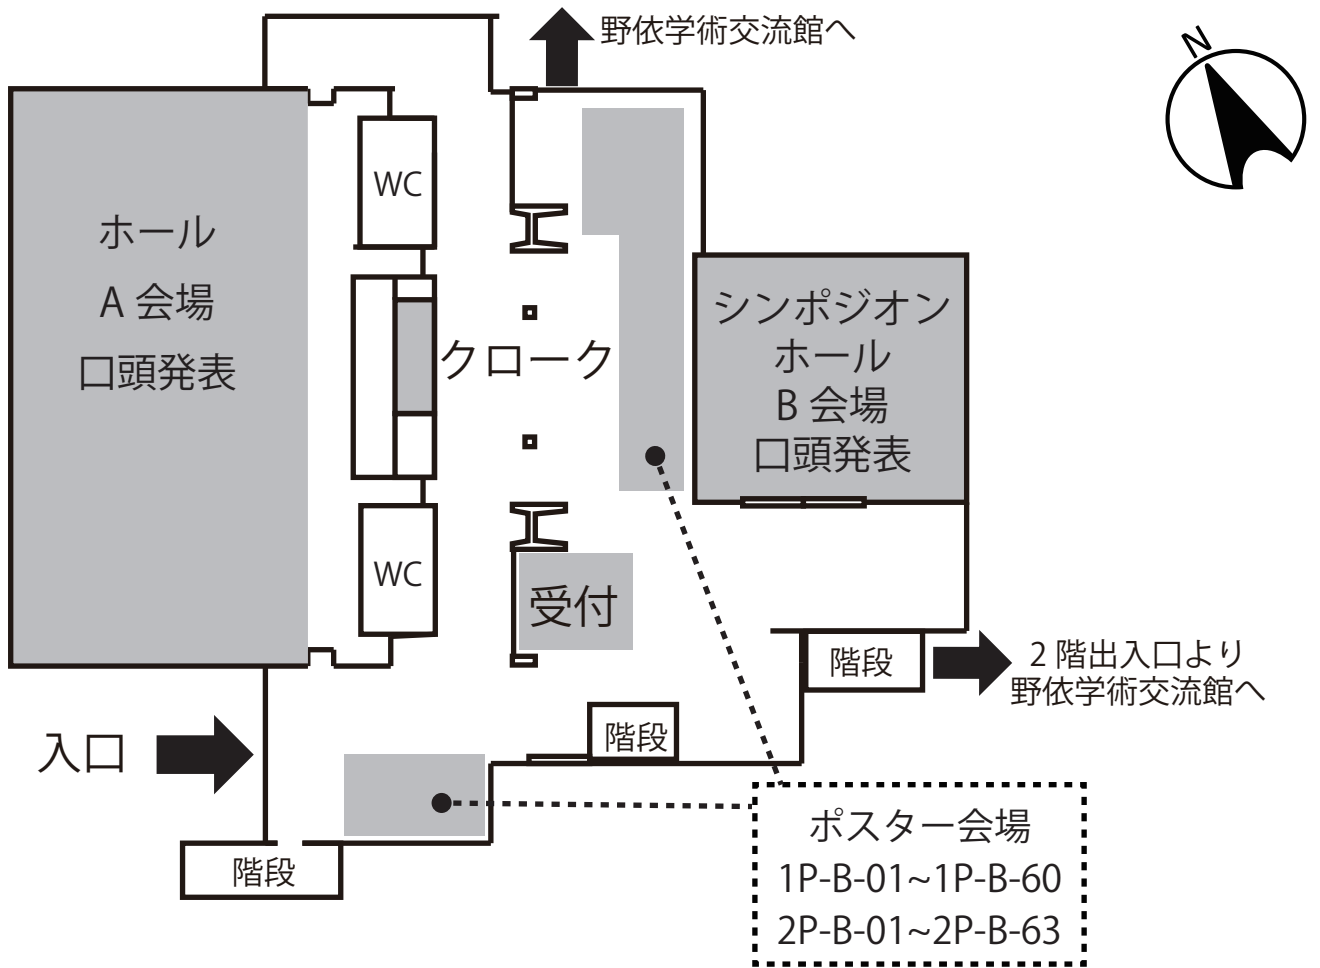 野依学術交流館へ
N
WC
ホール
A 会場
口頭発表
シンポジオン
ホール
B 会場
口頭発表
クローク
WC
受付
階段
2 階出入口より
野依学術交流館へ
入口
階段
階段
ポスター会場
1P-B-01~1P-B-60
2P-B-01~2P-B-63